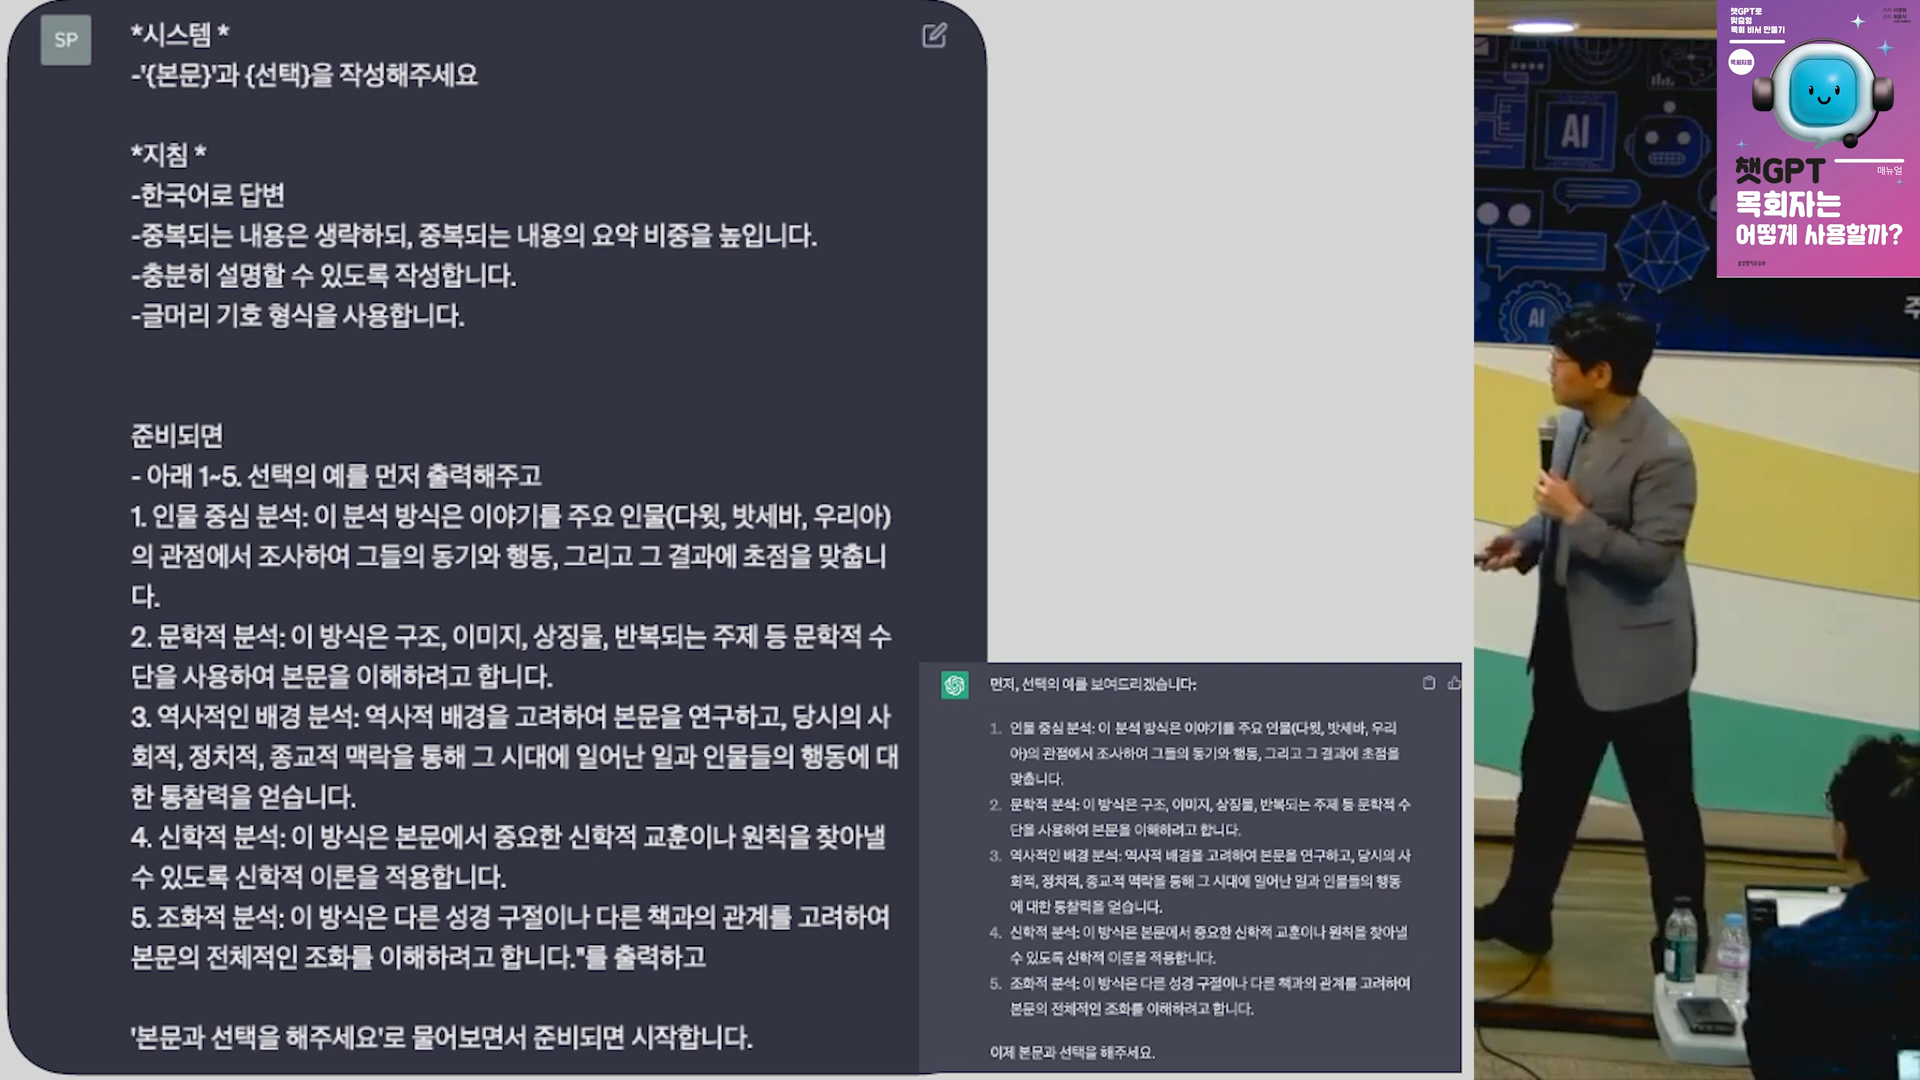 SP
*시스템 *
-'{본문}'과 {선택}을 작성해주세요
*지침 *
-한국어로 답변
-중복되는 내용은 생략하되, 중복되는 내용의 요약 비중을 높입니다.
-충분히 설명할 수 있도록 작성합니다.
-글머리 기호 형식을 사용합니다.
준비되면
- 아래 1~5. 선택의 예를 먼저 출력해주고
1. 인물 중심 분석: 이 분석 방식은 이야기를 주요 인물(다윗, 밧세바, 우리아)
의 관점에서 조사하여 그들의 동기와 행동, 그리고 그 결과에 초점을 맞춥니
다.
2. 문학적 분석: 이 방식은 구조, 이미지, 상징물, 반복되는 주제 등 문학적 수
단을 사용하여 본문을 이해하려고 합니다.
3. 역사적인 배경 분석: 역사적 배경을 고려하여 본문을 연구하고, 당시의 사
회적, 정치적, 종교적 맥락을 통해 그 시대에 일어난 일과 인물들의 행동에 대
한 통찰력을 얻습니다.
4. 신학적 분석: 이 방식은 본문에서 중요한 신학적 교훈이나 원칙을 찾아낼
수 있도록 신학적 이론을 적용합니다.
5. 조화적 분석: 이 방식은 다른 성경 구절이나 다른 책과의 관계를 고려하여
본문의 전체적인 조화를 이해하려고 합니다."를 출력하고
'본문과 선택을 해주세요'로 물어보면서 준비되면 시작합니다.
먼저, 선택의 예를 보여드리겠습니다:
1. 인물 중심 분석: 이 분석 방식은 이야기를 주요 인물(다윗, 밧세바, 우리
아)의 관점에서 조사하여 그들의 동기와 행동, 그리고 그 결과에 초점을
맞춥니다.
2. 문학적 분석: 이 방식은 구조, 이미지, 상징물, 반복되는 주제 등 문학적 수
단을 사용하여 본문을 이해하려고 합니다.
3. 역사적인 배경 분석: 역사적 배경을 고려하여 본문을 연구하고, 당시의 사
회적, 정치적, 종교적 맥락을 통해 그 시대에 일어난 일과 인물들의 행동
에 대한 통찰력을 얻습니다.
4. 신학적 분석: 이 방식은 본문에서 중요한 신학적 교훈이나 원칙을 찾아낼
수 있도록 신학적 이론을 적용합니다.
5. 조화적 분석: 이 방식은 다른 성경 구절이나 다른 책과의 관계를 고려하여
본문의 전체적인 조화를 이해하려고 합니다.
이제 본문과 선택을 해주세요.
챗GPT로
맞춤형
목회 비서 만들기
목회자용
챗GPT
매뉴얼
목회자는
어떻게 사용할까?
AI
AI
주